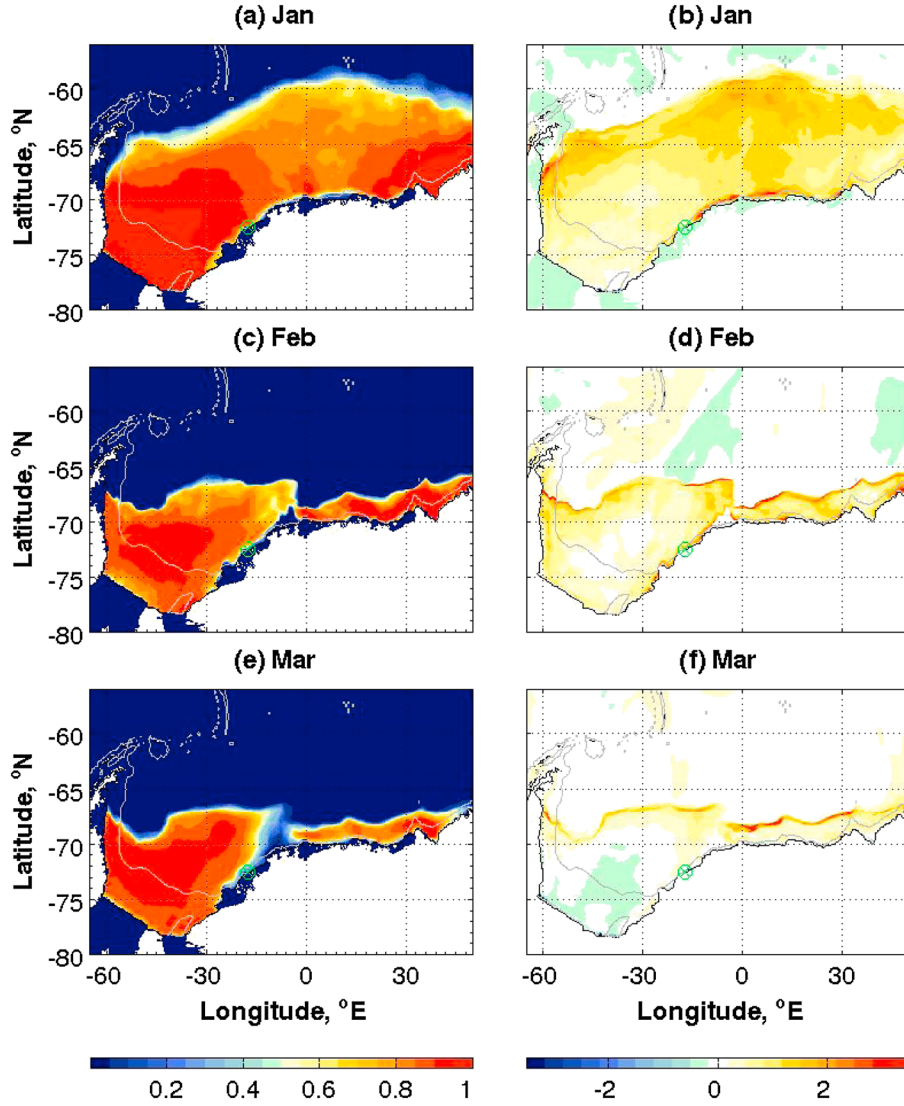 (a) Jan
(b) Jan
Latitude, °N
-60
-65
-70
-75
-80
(c) Feb
(d) Feb
Latitude, °N
-60
-65
-70
-75
-80
(e) Mar
(f) Mar
Latitude, °N
-60
-65
-70
-75
-80
-60 -30 0 30
-60 -30 0 30
Longitude, °E
Longitude, °E
0.2 0.4 0.6 0.8 1
-2 0 2